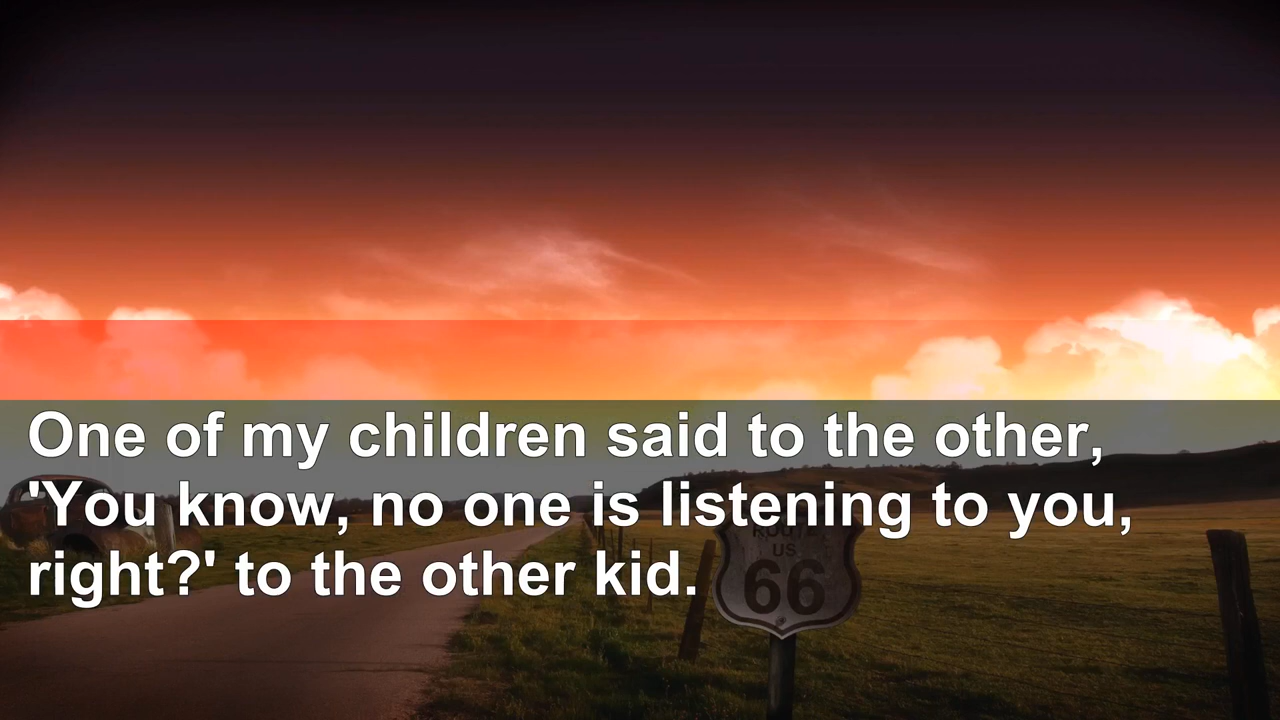 One of my children said to the other,
'You know, no one is listening to you,
right?' to the other kid.
ROUTE
US
66